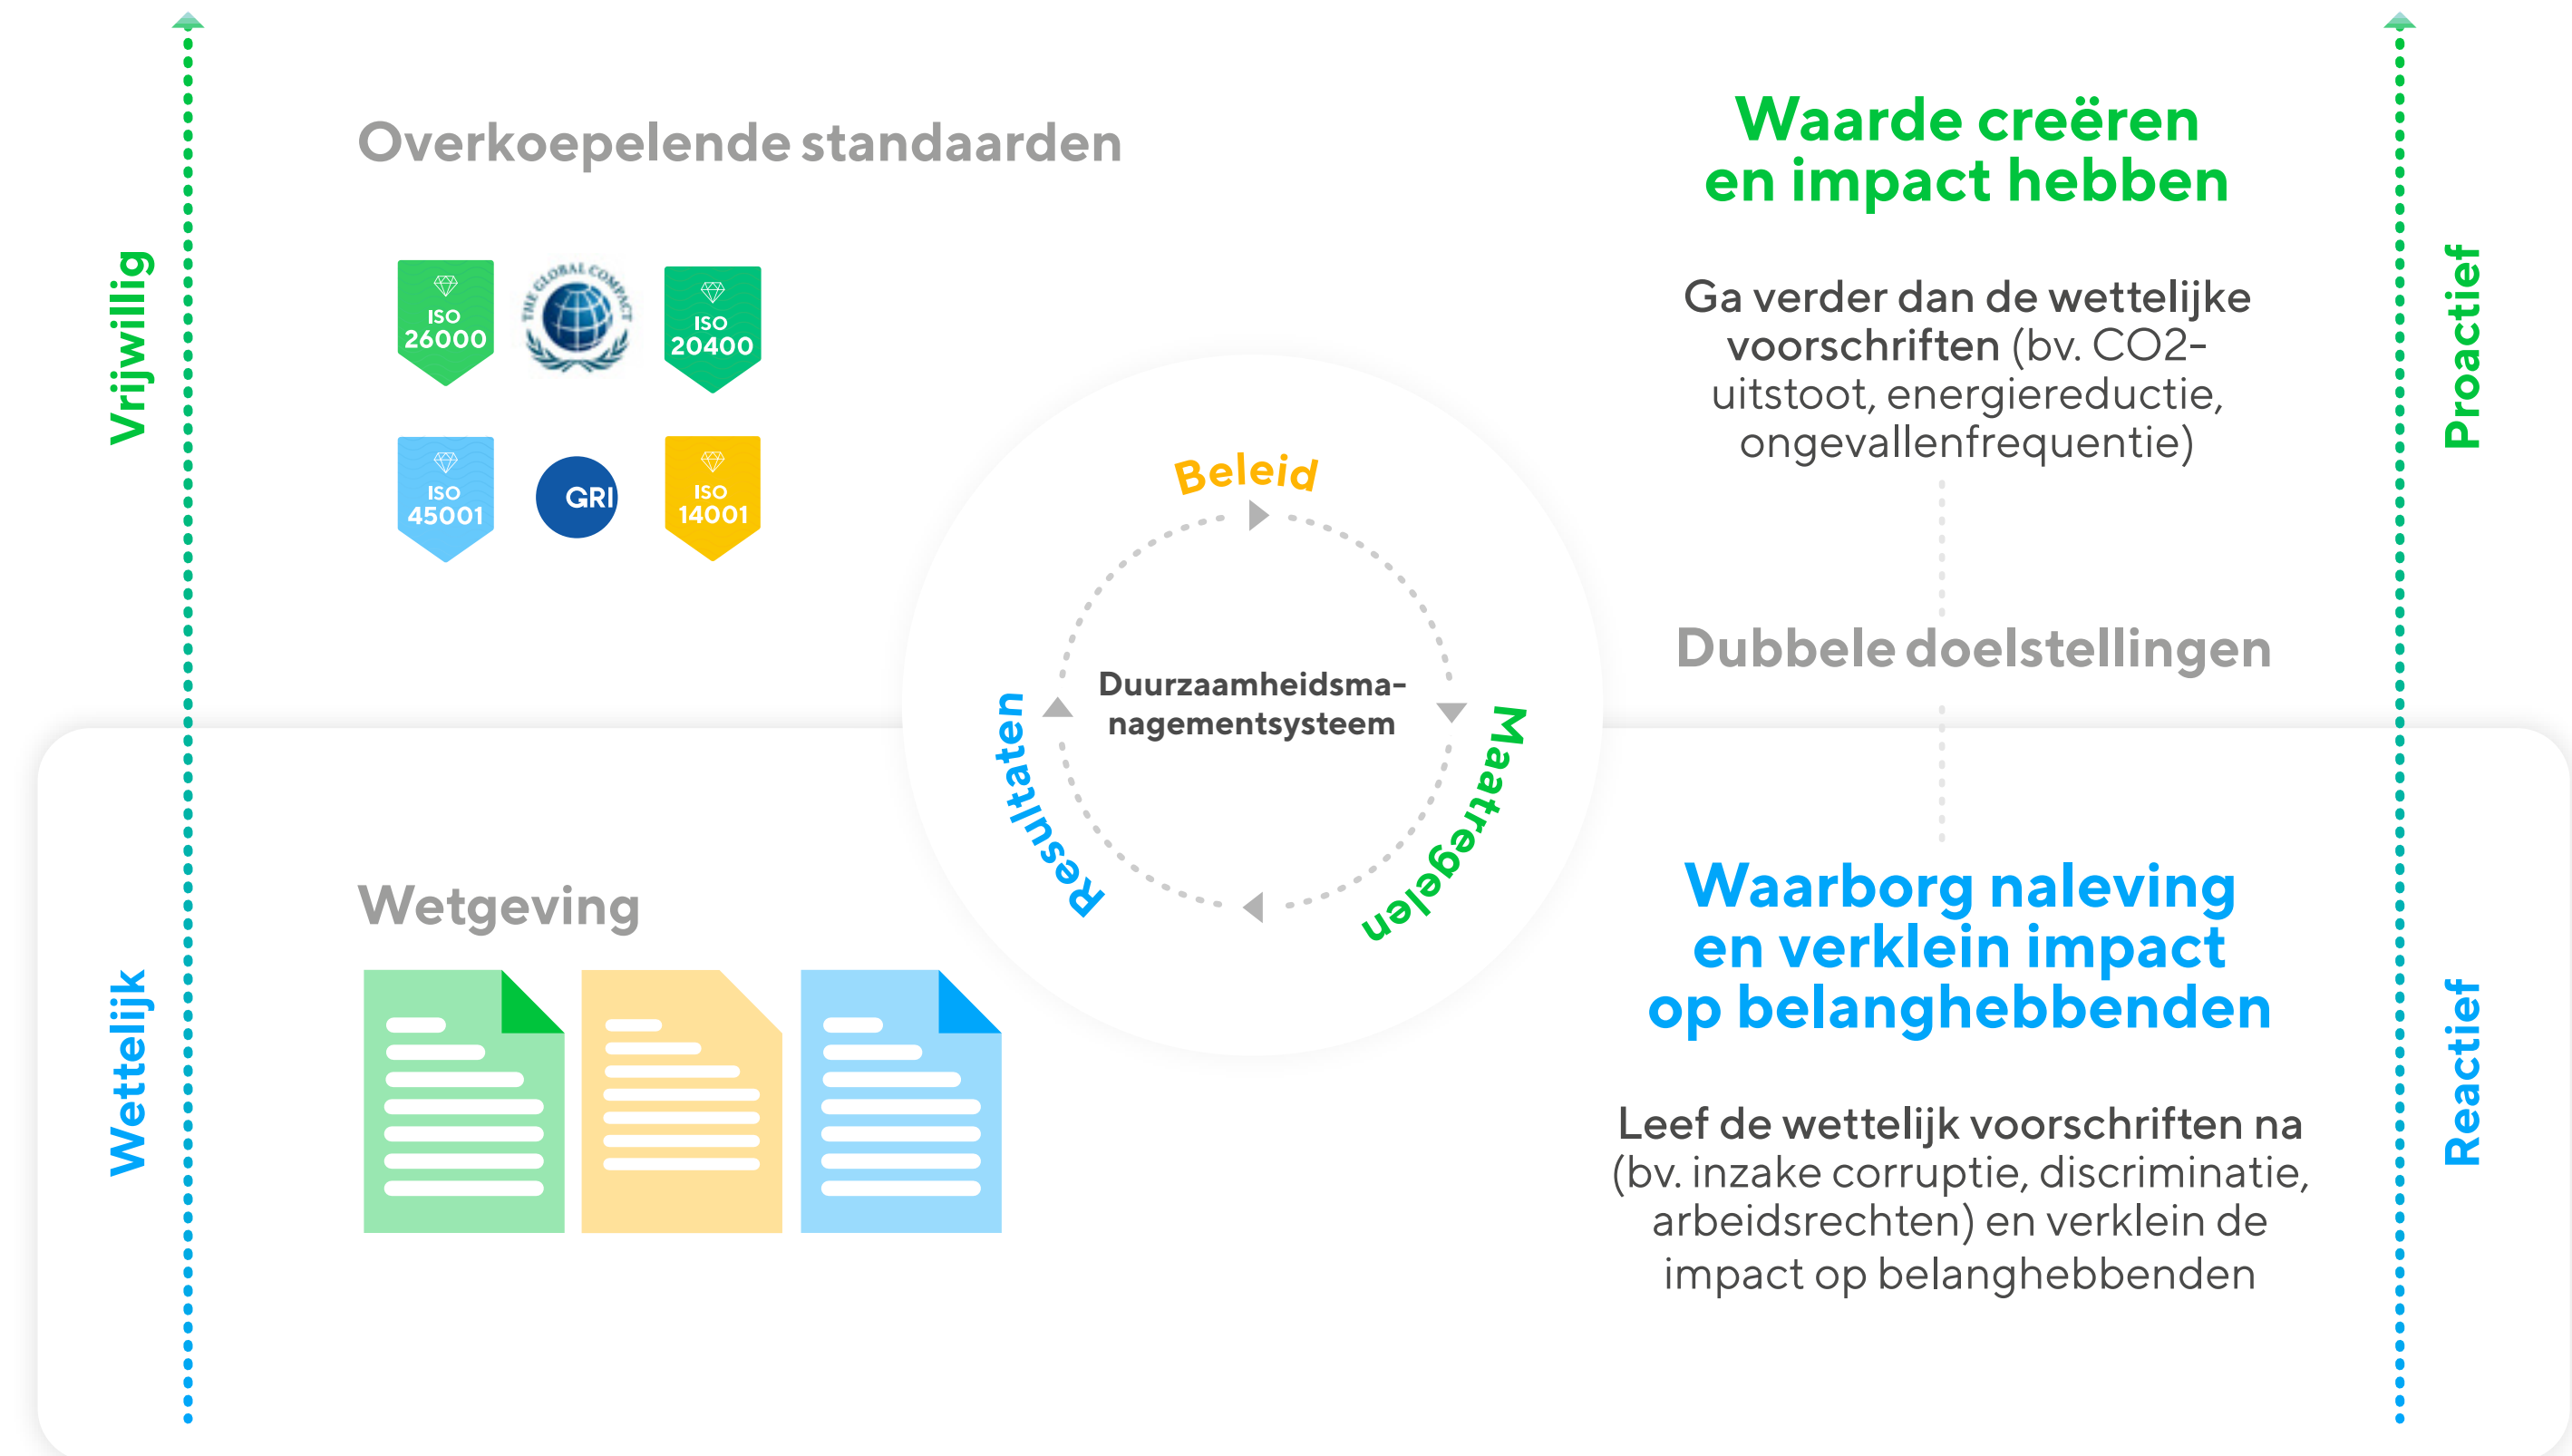 Vrijwillig
Wettelijk
Overkoepelende standaarden
ISO
26000
THE GLOBAL COMPACT
ISO
20400
ISO
45001
GRI
ISO
14001
Wetgeving
Beleid
Maatregelen
Resultaten
Duurzaamheidsma-
nagementsysteem
Waarde creëren
en impact hebben
Ga verder dan de wettelijke
voorschriften (bv. CO2-
uitstoot, energiereductie,
ongevallenfrequentie)
Dubbele doelstellingen
Waarborg naleving
en verklein impact
op belanghebbenden
Leef de wettelijk voorschriften na
(bv. inzake corruptie, discriminatie,
arbeidsrechten) en verklein de
impact op belanghebbenden
Proactief
Reactief